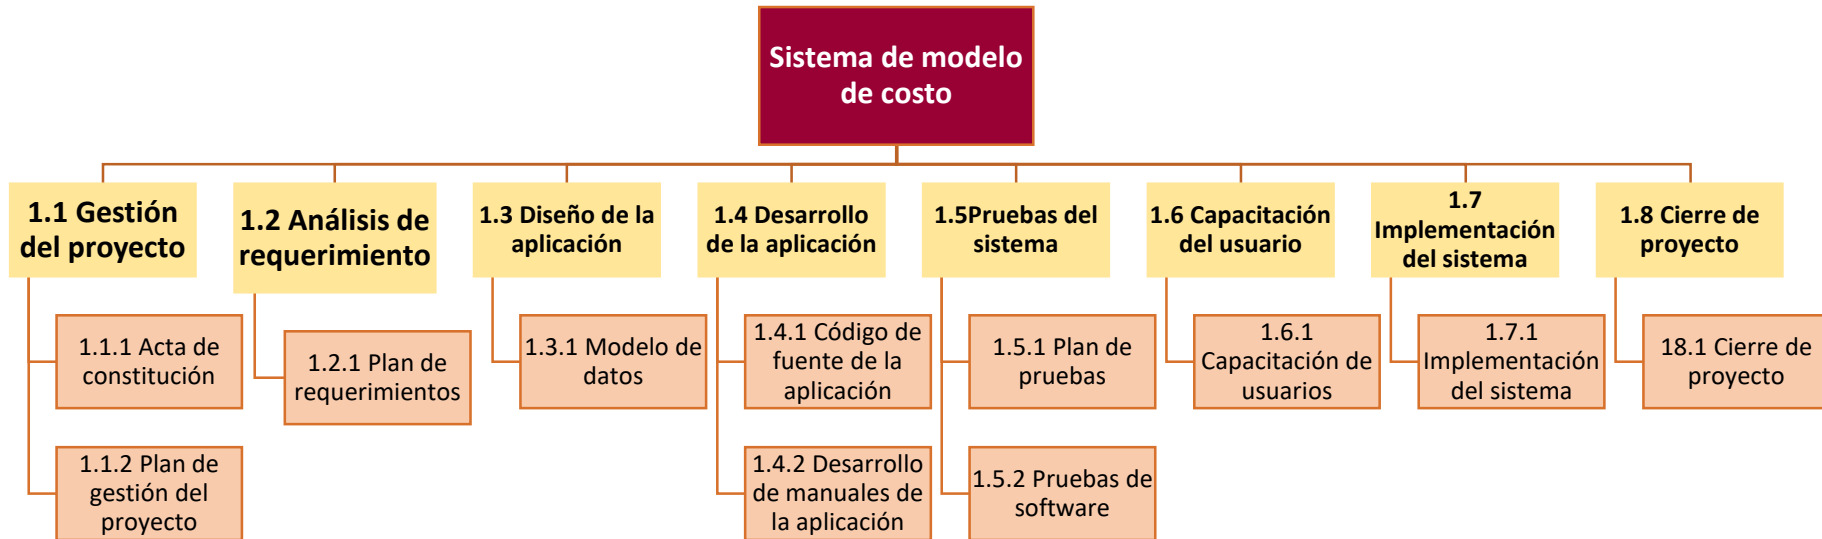 Sistema de modelo
de costo
1.1 Gestión
del proyecto
1.1.1 Acta de
constitución
1.1.2 Plan de
gestión del
proyecto
1.2 Análisis de
requerimiento
1.2.1 Plan de
requerimientos
1.3 Diseño de la
aplicación
1.3.1 Modelo de
datos
1.4 Desarrollo
de la aplicación
1.4.1 Código de
fuente de la
aplicación
1.4.2 Desarrollo
de manuales de
la aplicación
1.5Pruebas del
sistema
1.5.1 Plan de
pruebas
1.5.2 Pruebas de
software
1.6 Capacitación
del usuario
1.6.1
Capacitación de
usuarios
1.7
Implementación
del sistema
1.7.1
Implementación
del sistema
1.8 Cierre de
proyecto
18.1 Cierre de
proyecto